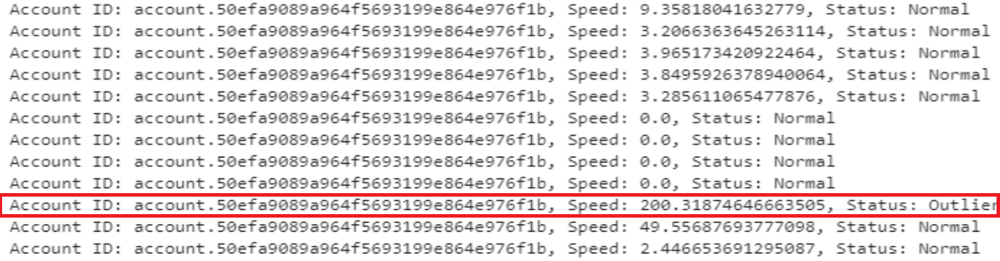 Account ID: account.50efa9089a964f5693199e864e976f1b, Speed: 9.35818041632779, Status: Normal
Account ID: account.50efa9089a964f5693199e864e976f1b, Speed: 3.2066363645263114, Status: Normal
Account ID: account.50efa9089a964f5693199e864e976f1b, Speed: 3.965173420922464, Status: Normal
Account ID: account.50efa9089a964f5693199e864e976f1b, Speed: 3.8495926378940064, Status: Normal
Account ID: account.50efa9089a964f5693199e864e976f1b, Speed: 3.285611065477876, Status: Normal
Account ID: account.50efa9089a964f5693199e864e976f1b, Speed: 0.0, Status: Normal
Account ID: account.50efa9089a964f5693199e864e976f1b, Speed: 0.0, Status: Normal
Account ID: account.50efa9089a964f5693199e864e976f1b, Speed: 0.0, Status: Normal
Account ID: account.50efa9089a964f5693199e864e976f1b, Speed: 0.0, Status: Normal
Account ID: account.50efa9089a964f5693199e864e976f1b, Speed: 200.31874646663505, Status: Outlier
Account ID: account.50efa9089a964f5693199e864e976f1b, Speed: 49.55687693777098, Status: Normal
Account ID: account.50efa9089a964f5693199e864e976f1b, Speed: 2.446653691295087, Status: Normal